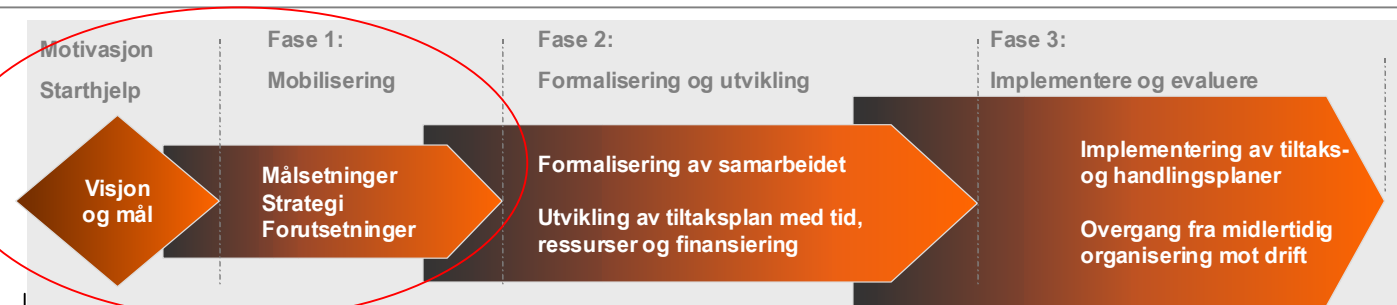 Motivasjon
Starthjelp
Fase 1:
Mobilisering
Fase 2:
Formalisering og utvikling
Fase 3:
Implementere og evaluere
Visjon
og mål
Målsetninger
Strategi
Forutsetninger
Formalisering av samarbeidet
Utvikling av tiltaksplan med tid,
ressurser og finansiering
Implementering av tiltaks-
og handlingsplaner
Overgang fra midlertidig
organisering mot drift